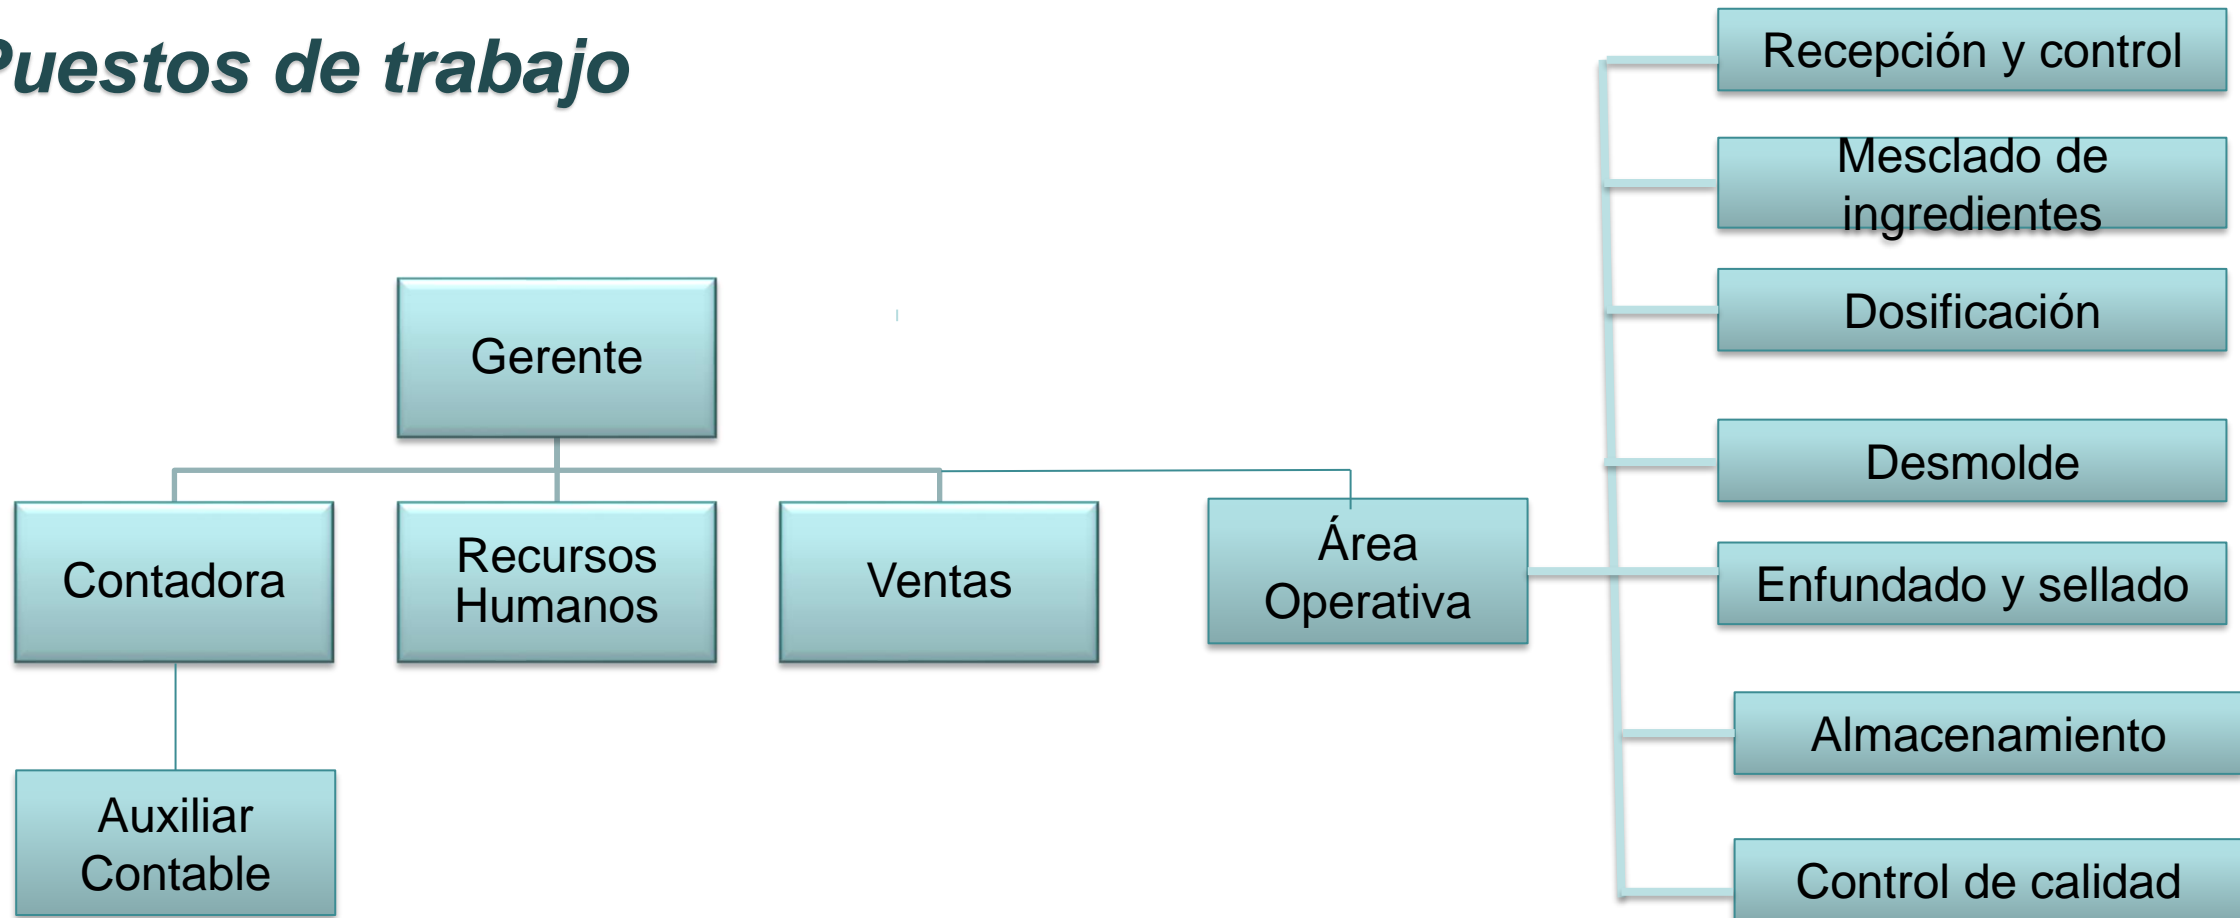 Puestos de trabajo
Recepción y control
Mesclado de
ingredientes
Dosificación
Desmolde
Enfundado y sellado
Almacenamiento
Control de calidad
Gerente
Contadora
Recursos
Humanos
Ventas
Área
Operativa
Auxiliar
Contable